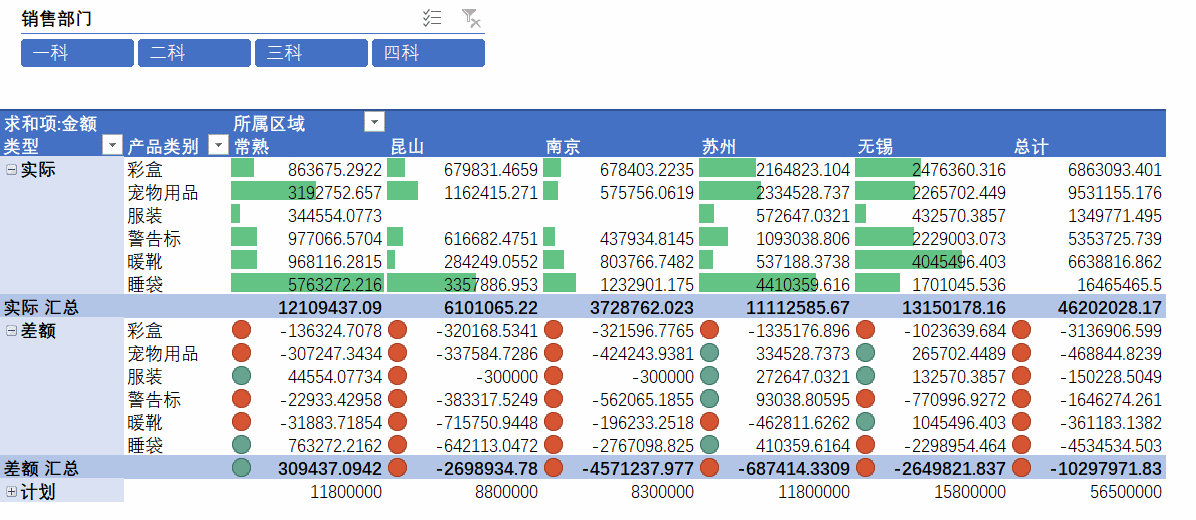 销售部门
一科 二科 三科 四科
求和项:金额 所属区域
类型 产品类别 常熟 昆山 南京 苏州 无锡 总计
实际 彩盒 863675.2922 679831.4659 678403.2235 2164823.104 2476360.316 6863093.401
宠物用品 3192752.657 1162415.271 575756.0619 2334528.737 2265702.449 9531155.176
服装 344554.0773 572647.0321 432570.3857 1349771.495
警告标 977066.5704 616682.4751 437934.8145 1093038.806 2229003.073 5353725.739
暖靴 968116.2815 284249.0552 803766.7482 537188.3738 4045496.403 6638816.862
睡袋 5763272.216 3357886.953 1232901.175 4410359.616 1701045.536 16465465.5
实际 汇总 12109437.09 6101065.22 3728762.023 11112585.67 13150178.16 46202028.17
差额 彩盒 -136324.7078 -320168.5341 -321596.7765 -1335176.896 -1023639.684 -3136906.599
宠物用品 -307247.3434 -337584.7286 -424243.9381 334528.7373 265702.4489 -468844.8239
服装 44554.07734 -300000 -300000 272647.0321 132570.3857 -150228.5049
警告标 -22933.42958 -383317.5249 -562065.1855 93038.80595 -770996.9272 -1646274.261
暖靴 -31883.71854 -715750.9448 -196233.2518 -462811.6262 1045496.403 -361183.1382
睡袋 763272.2162 -642113.0472 -2767098.825 410359.6164 -2298954.464 -4534534.503
差额 汇总 309437.0942 -2698934.78 -4571237.977 -687414.3309 -2649821.837 -10297971.83
计划 11800000 8800000 8300000 11800000 15800000 56500000